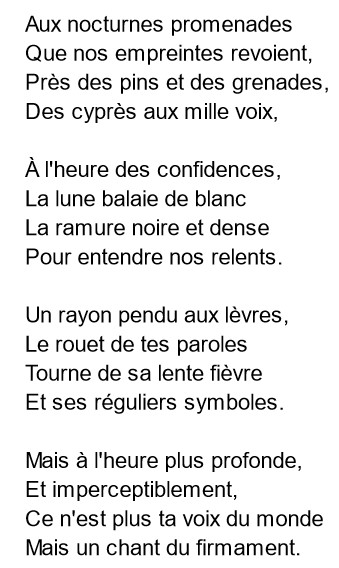 Aux nocturnes promenades
Que nos empreintes revoient,
Près des pins et des grenades,
Des cyprès aux mille voix,

À l'heure des confidences,
La lune balaie de blanc
La ramure noire et dense
Pour entendre nos relents.

Un rayon pendu aux lèvres,
Le rouet de tes paroles
Tourne de sa lente fièvre
Et ses réguliers symboles.

Mais à l'heure plus profonde,
Et imperceptiblement,
Ce n'est plus ta voix du monde
Mais un chant du firmament.